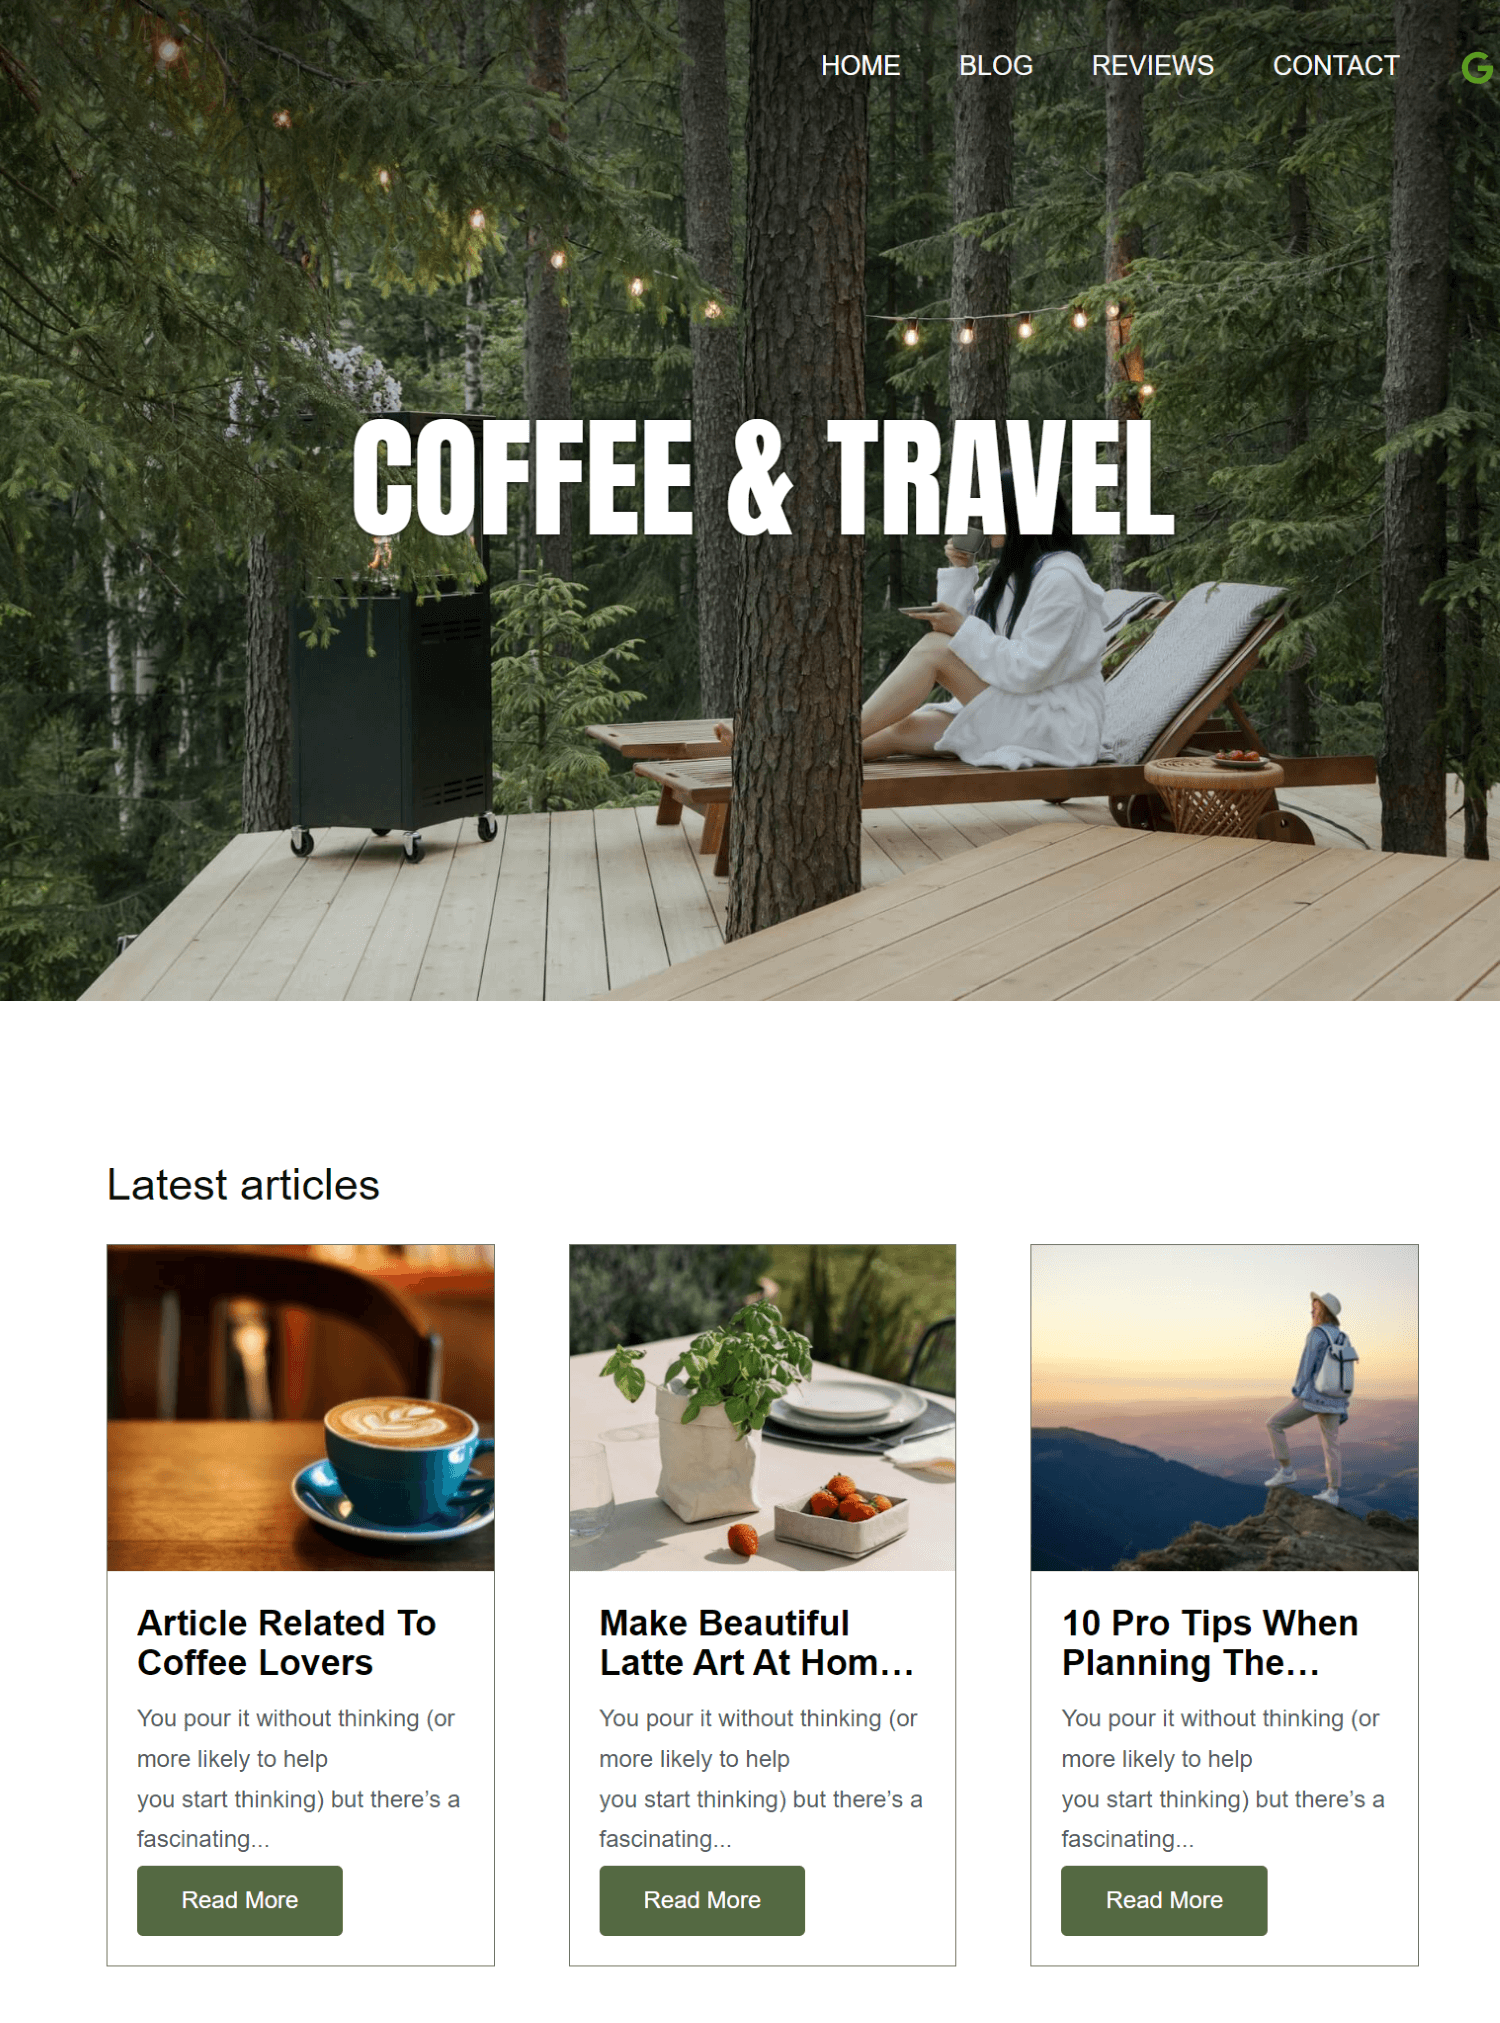 HOME BLOG REVIEWS CONTACT G
COFFEE & TRAVEL
Latest articles
Article Related To
Coffee Lovers
You pour it without thinking (or
more likely to help
you start thinking) but there’s a
fascinating...
Read More
Make Beautiful
Latte Art At Hom...
You pour it without thinking (or
more likely to help
you start thinking) but there’s a
fascinating...
Read More
10 Pro Tips When
Planning The...
You pour it without thinking (or
more likely to help
you start thinking) but there’s a
fascinating...
Read More